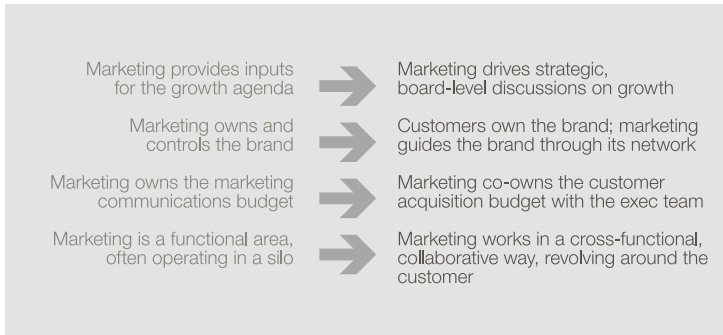 Marketing provides inputs
for the growth agenda
Marketing drives strategic,
board-level discussions on growth
Marketing owns and
controls the brand
Customers own the brand; marketing
guides the brand through its network
Marketing owns the marketing
communications budget
Marketing co-owns the customer
acquisition budget with the exec team
Marketing is a functional area,
often operating in a silo
Marketing works in a cross-functional,
collaborative way, revolving around the
customer